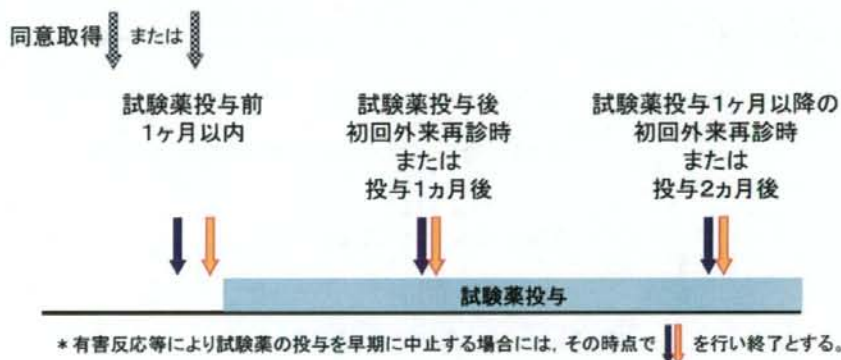 同意取得 または
試験薬投与前
1ヶ月以内
試験薬投与後
初回外来再診時
または
投与1ヵ月後
試験薬投与1ヶ月以降の
初回外来再診時
または
投与2ヵ月後
試験薬投与
*有害反応等により試験薬の投与を早期に中止する場合には、その時点で を行い終了とする。